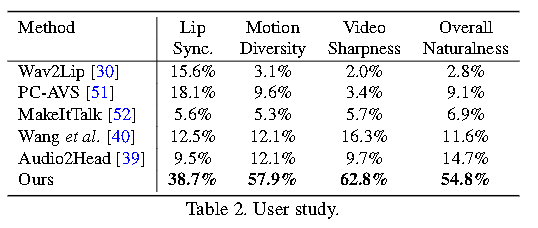 Method Lip Sync. Motion Diversity Video Sharpness Overall Naturalness
Wav2Lip [30] 15.6% 3.1% 2.0% 2.8%
PC-AVS [51] 18.1% 9.6% 3.4% 9.1%
MakeItTalk [52] 5.6% 5.3% 5.7% 6.9%
Wang et al. [40] 12.5% 12.1% 16.3% 11.6%
Audio2Head [39] 9.5% 12.1% 9.7% 14.7%
Ours 38.7% 57.9% 62.8% 54.8%
Table 2. User study.